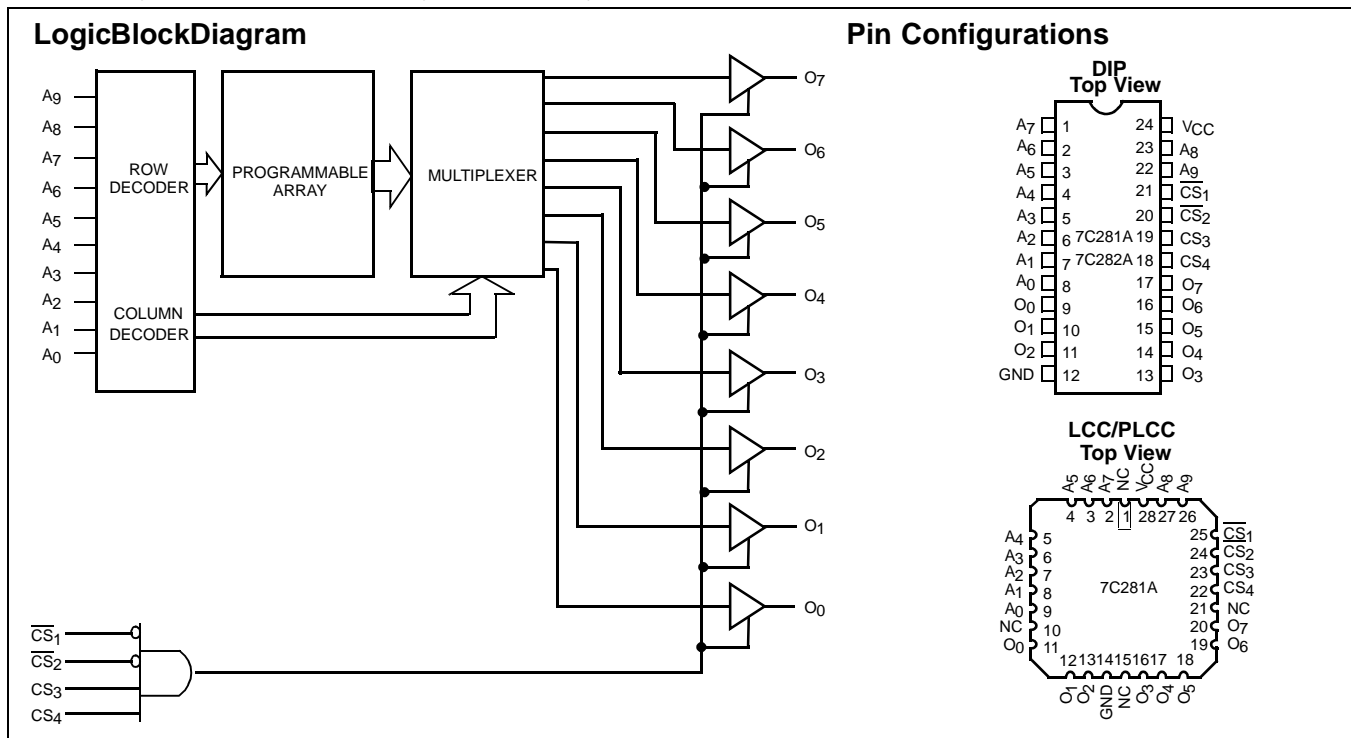 LogicBlockDiagram
A9
A8
A7
A6
A5
A4
A3
A2
A1
A0
ROW
DECODER
COLUMN
DECODER
PROGRAMMABLE
ARRAY
MULTIPLEXER
O7
O6
O5
O4
O3
O2
O1
O0
CS1
CS2
CS3
CS4
Pin Configurations
DIP
Top View
A7 1 24 VCC
A6 2 23 A8
A5 3 22 A9
A4 4 21 CS1
A3 5 20 CS2
A2 6 7C281A 19 CS3
A1 7 7C282A 18 CS4
A0 8 17 O7
O0 9 16 O6
O1 10 15 O5
O2 11 14 O4
GND 12 13 O3
LCC/PLCC
Top View
A5 A6 A7 NC VCC A8 A9
4 3 2 1 28 27 26
A4 5 25 CS1
A3 6 24 CS2
A2 7 23 CS3
A1 8 7C281A 22 CS4
A0 9 21 NC
NC 10 20 O7
O0 11 19 O6
12 13 14 15 16 17 18
O1 O2 GND NC O3 O4 O5